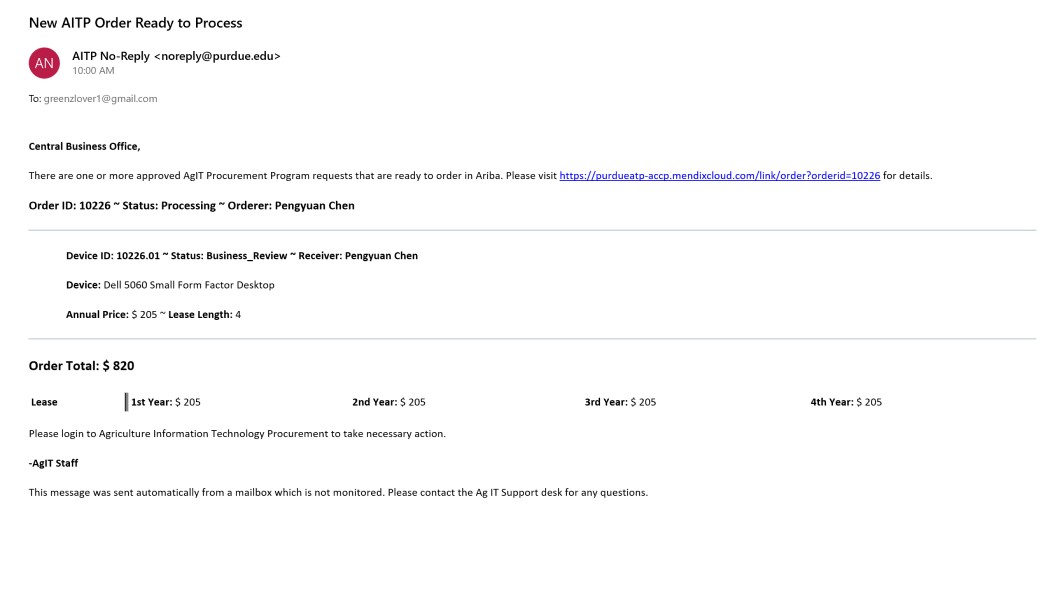 New AITP Order Ready to Process
AN
AITP No-Reply <noreply@purdue.edu>
10:00 AM
To: greenzlover1@gmail.com
Central Business Office,
There are one or more approved AgIT Procurement Program requests that are ready to order in Ariba. Please visit https://purdueatp-accp.mendixcloud.com/link/order?orderid=10226 for details.
Order ID: 10226 ~ Status: Processing ~ Orderer: Pengyuan Chen
Device ID: 10226.01 ~ Status: Business_Review ~ Receiver: Pengyuan Chen
Device: Dell 5060 Small Form Factor Desktop
Annual Price: $ 205 ~ Lease Length: 4
Order Total: $ 820
Lease 1st Year: $ 205 2nd Year: $ 205 3rd Year: $ 205 4th Year: $ 205
Please login to Agriculture Information Technology Procurement to take necessary action.
-AgIT Staff
This message was sent automatically from a mailbox which is not monitored. Please contact the Ag IT Support desk for any questions.